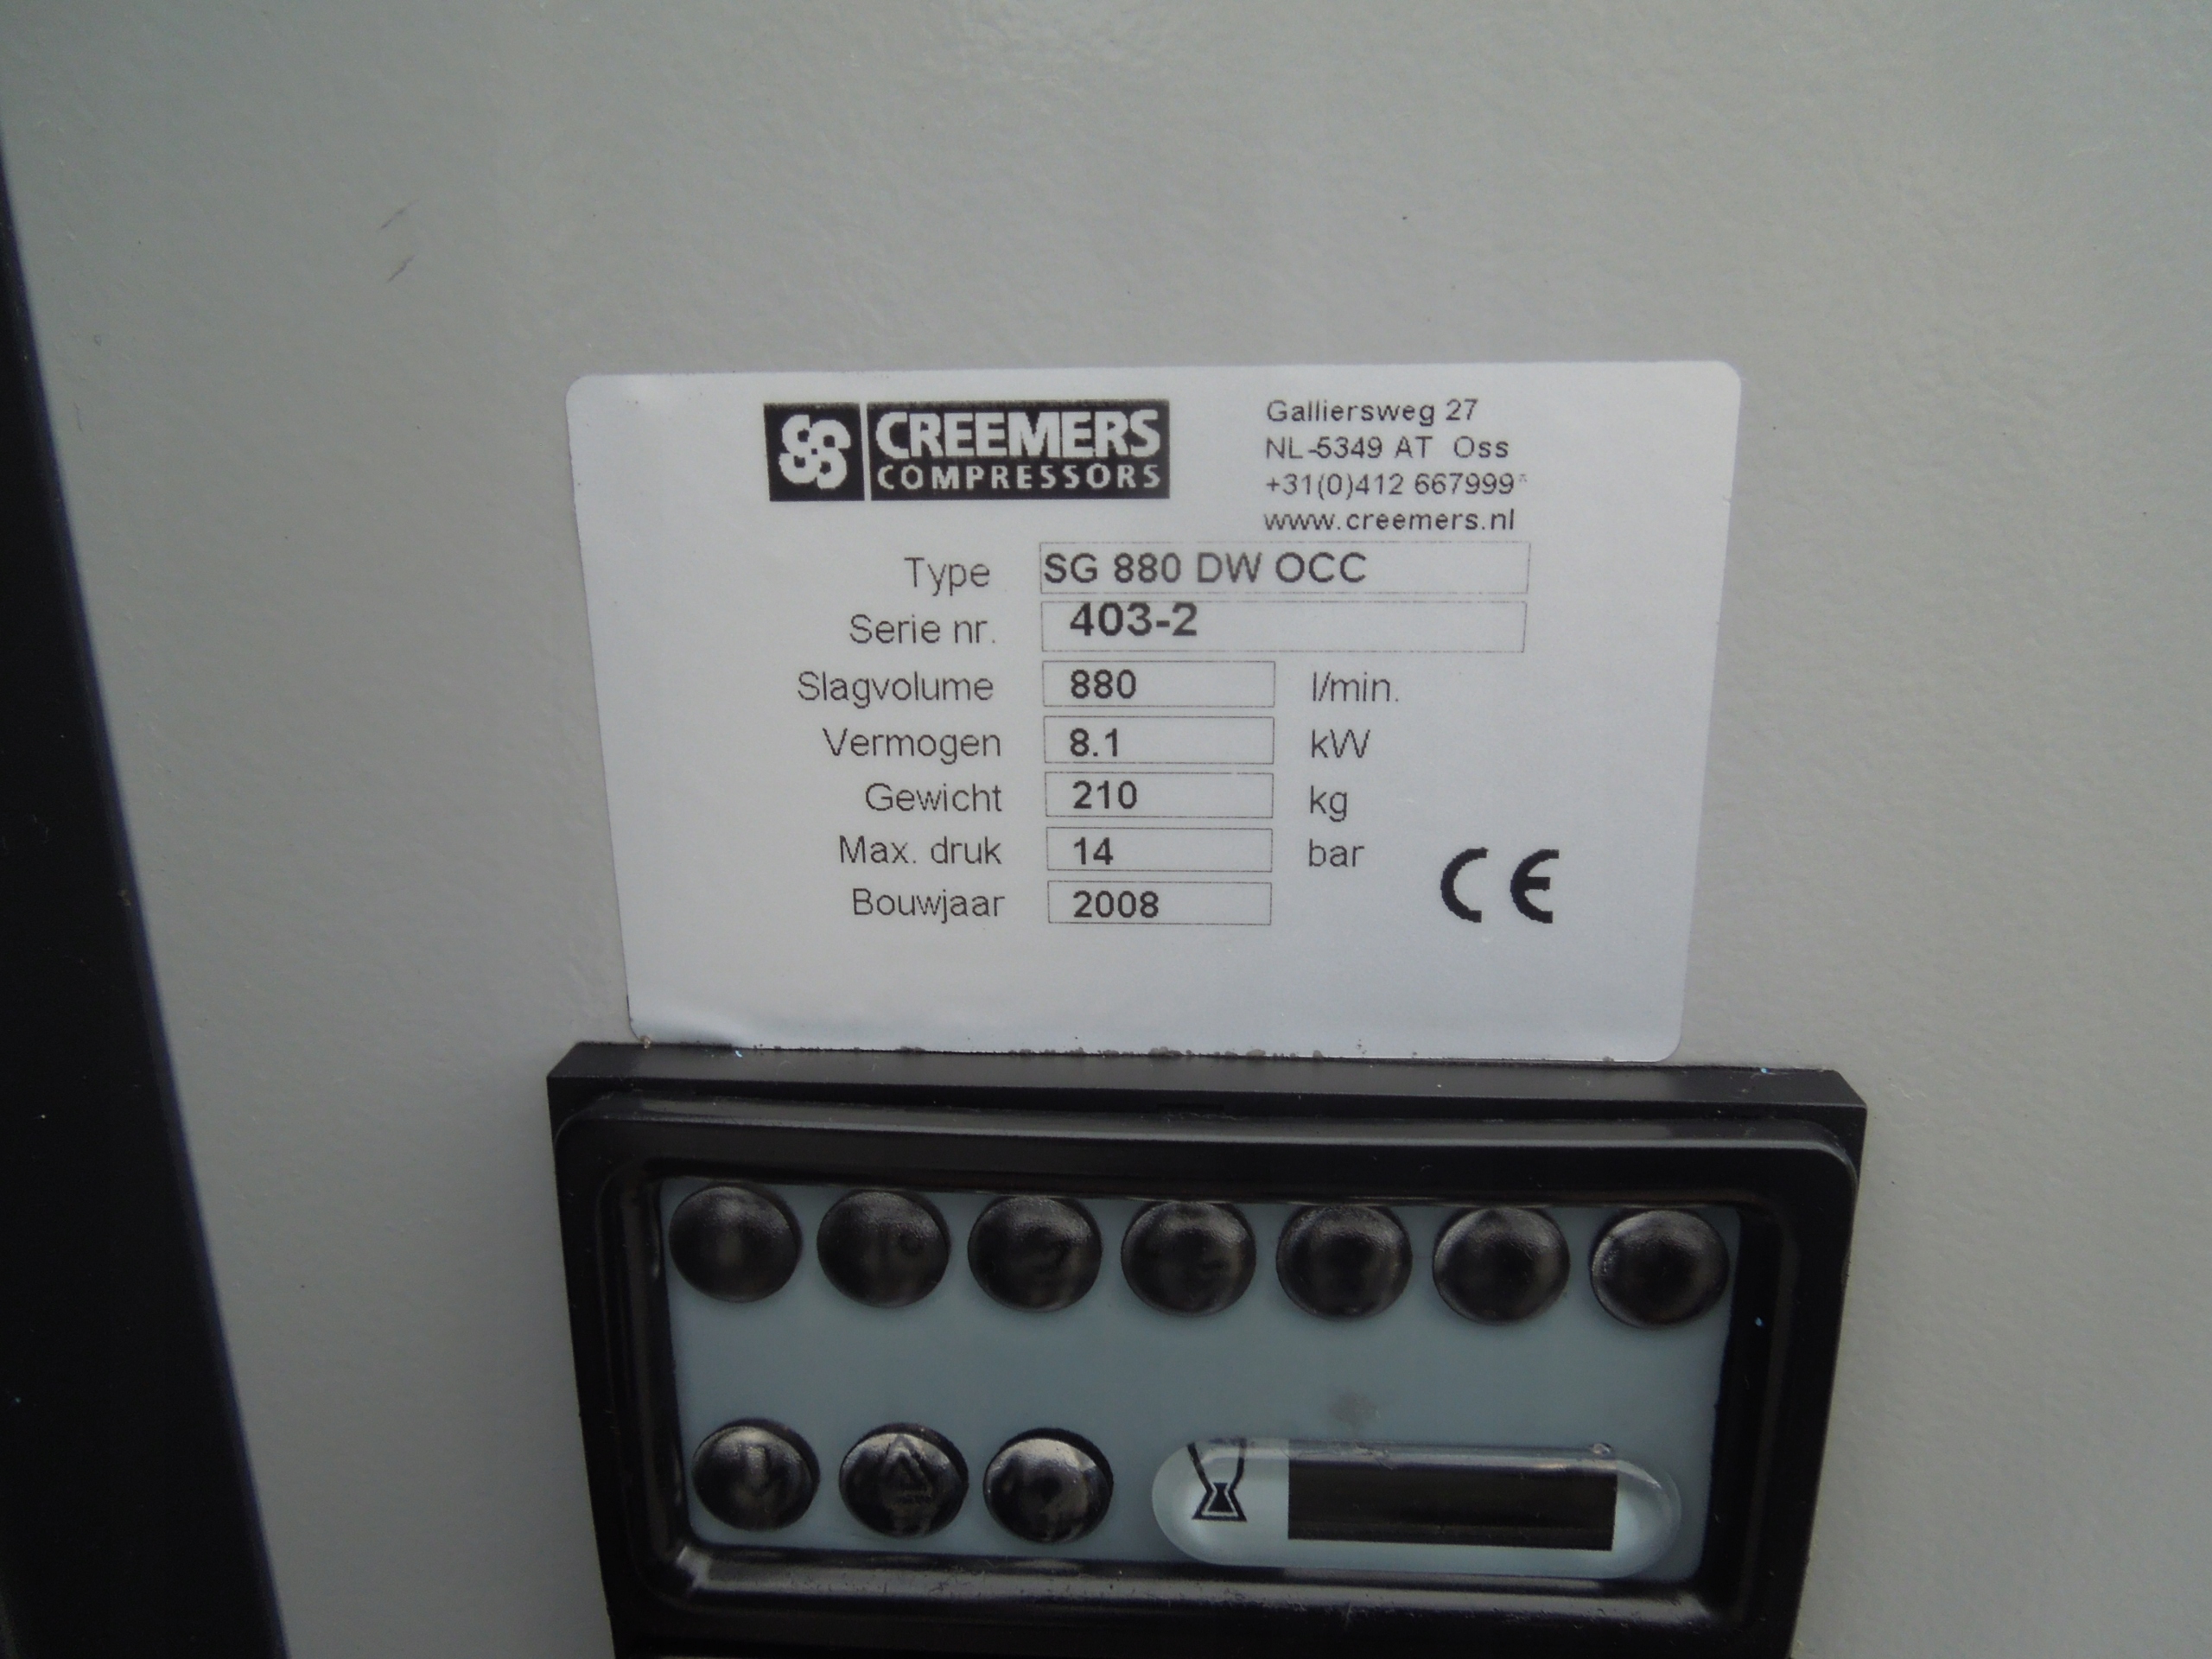 CREEMERS
COMPRESSORS
Galliersweg 27
NL-5349 AT Oss
+31(0)412 667999
www.creemers.nl
Type SG 880 DW OCC
Serie nr. 403-2
Slagvolume 880 l/min.
Vermogen 8.1 kW
Gewicht 210 kg
Max. druk 14 bar
Bouwjaar 2008
CE